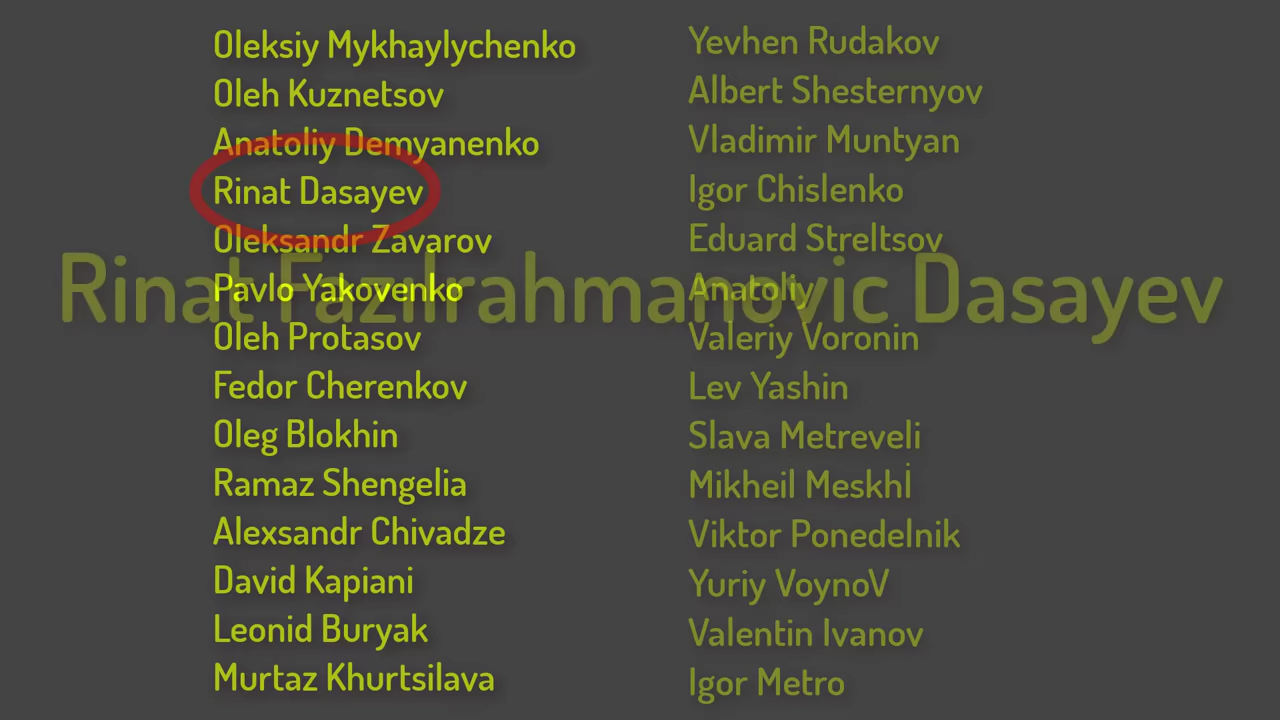 Oleksiy Mykhaylychenko
Oleh Kuznetsov
Anatoliy Demyanenko
Rinat Dasayev
Oleksandr Zavarov
Pavlo Yakovenko
Oleh Protasov
Fedor Cherenkov
Oleg Blokhin
Ramaz Shengelia
Alexsandr Chivadze
David Kapiani
Leonid Buryak
Murtaz Khurtsilava
Yevhen Rudakov
Albert Shesternyov
Vladimir Muntyan
Igor Chislenko
Eduard Streltsov
Anatoliy
Valeriy Voronin
Lev Yashin
Slava Metreveli
Mikheil Meskhİ
Viktor Ponedelnik
Yuriy VoynoV
Valentin Ivanov
Igor Metro
Rinat Fazılrahmanovic Dasayev